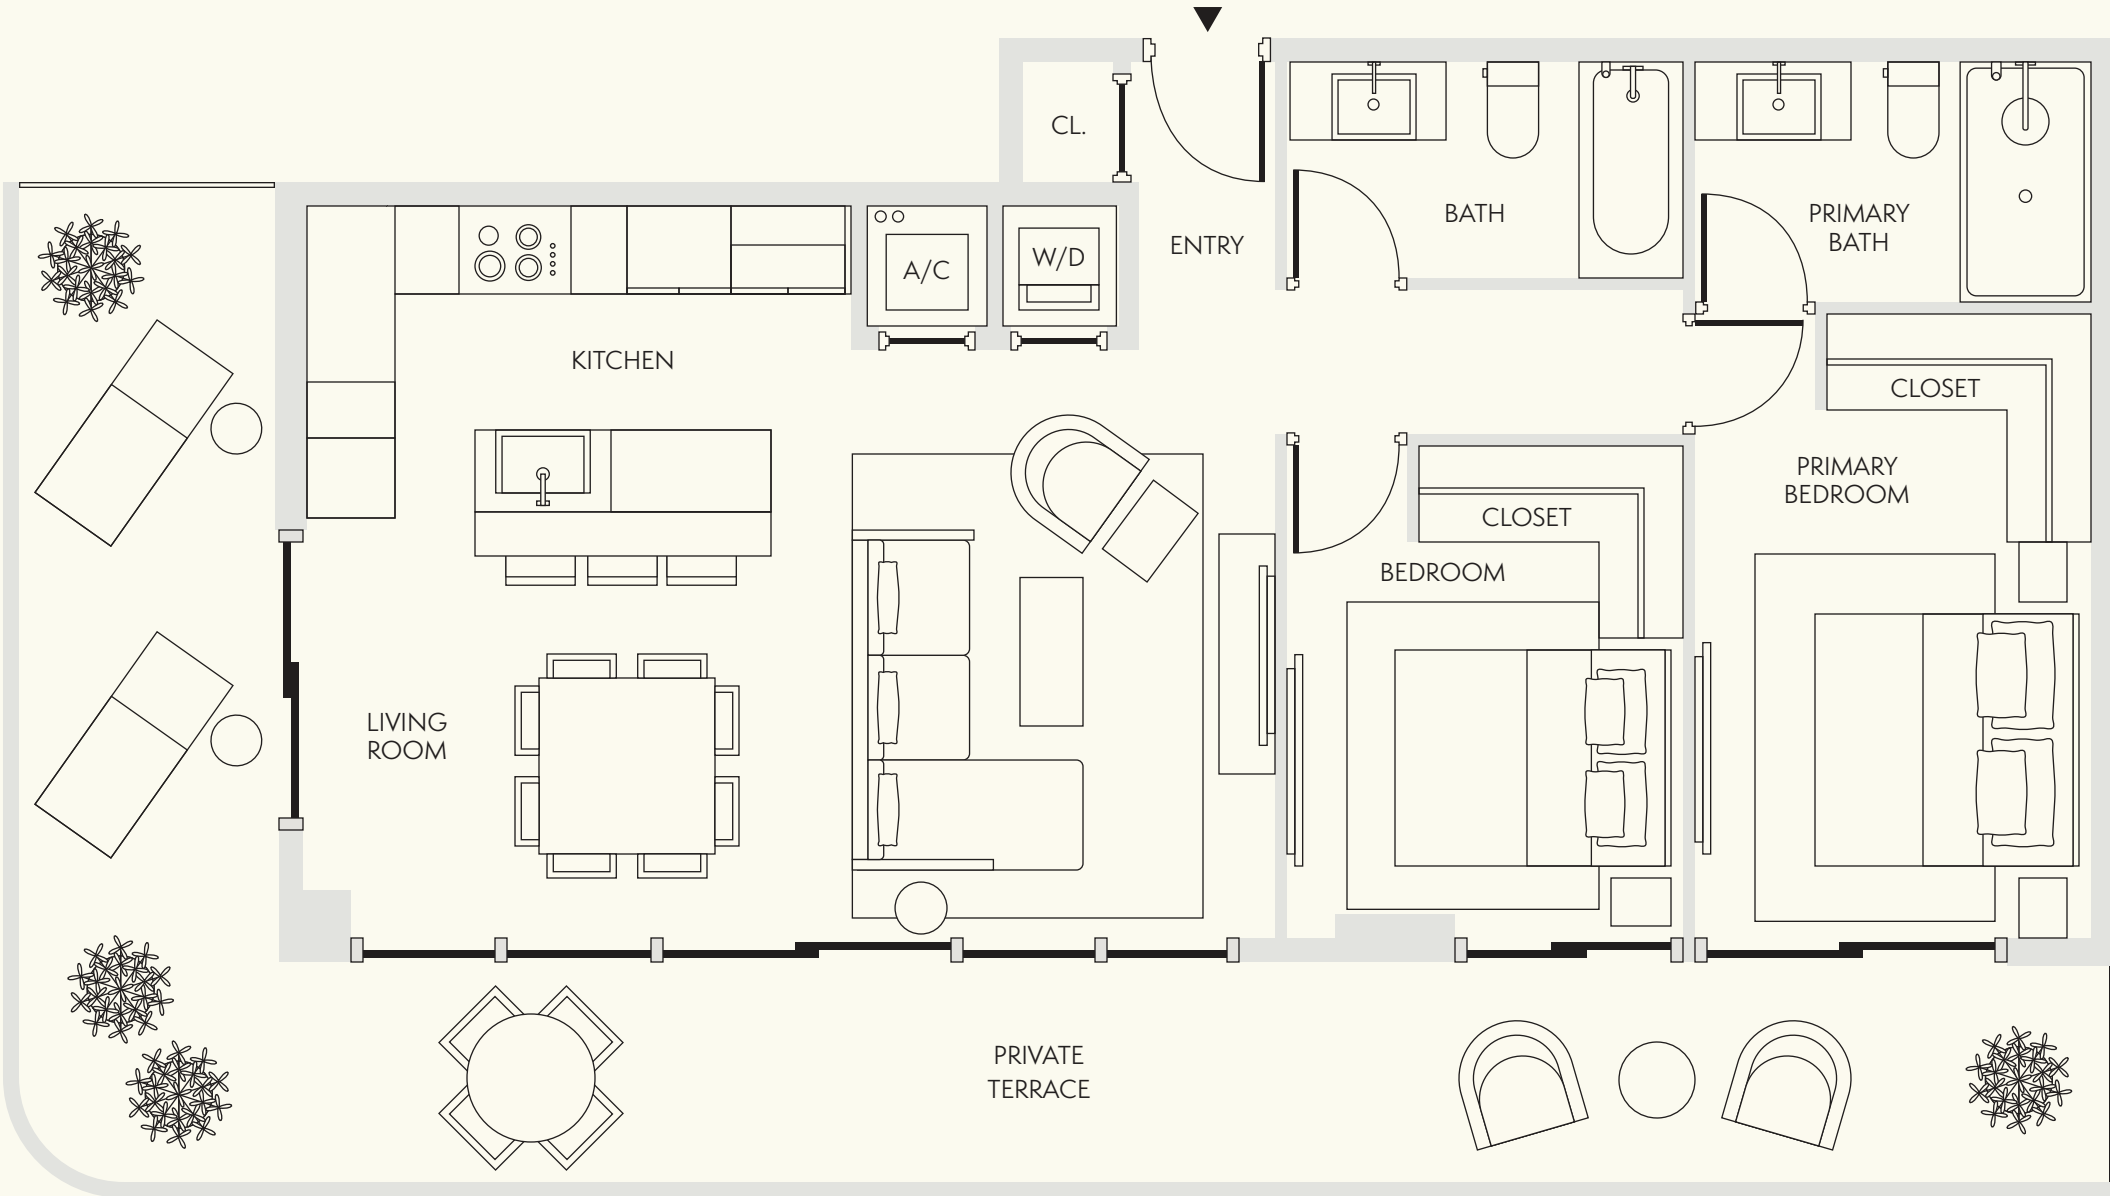 CL.
BATH
PRIMARY
BATH
ENTRY
W/D
A/C
KITCHEN
CLOSET
PRIMARY
BEDROOM
CLOSET
BEDROOM
LIVING
ROOM
PRIVATE
TERRACE